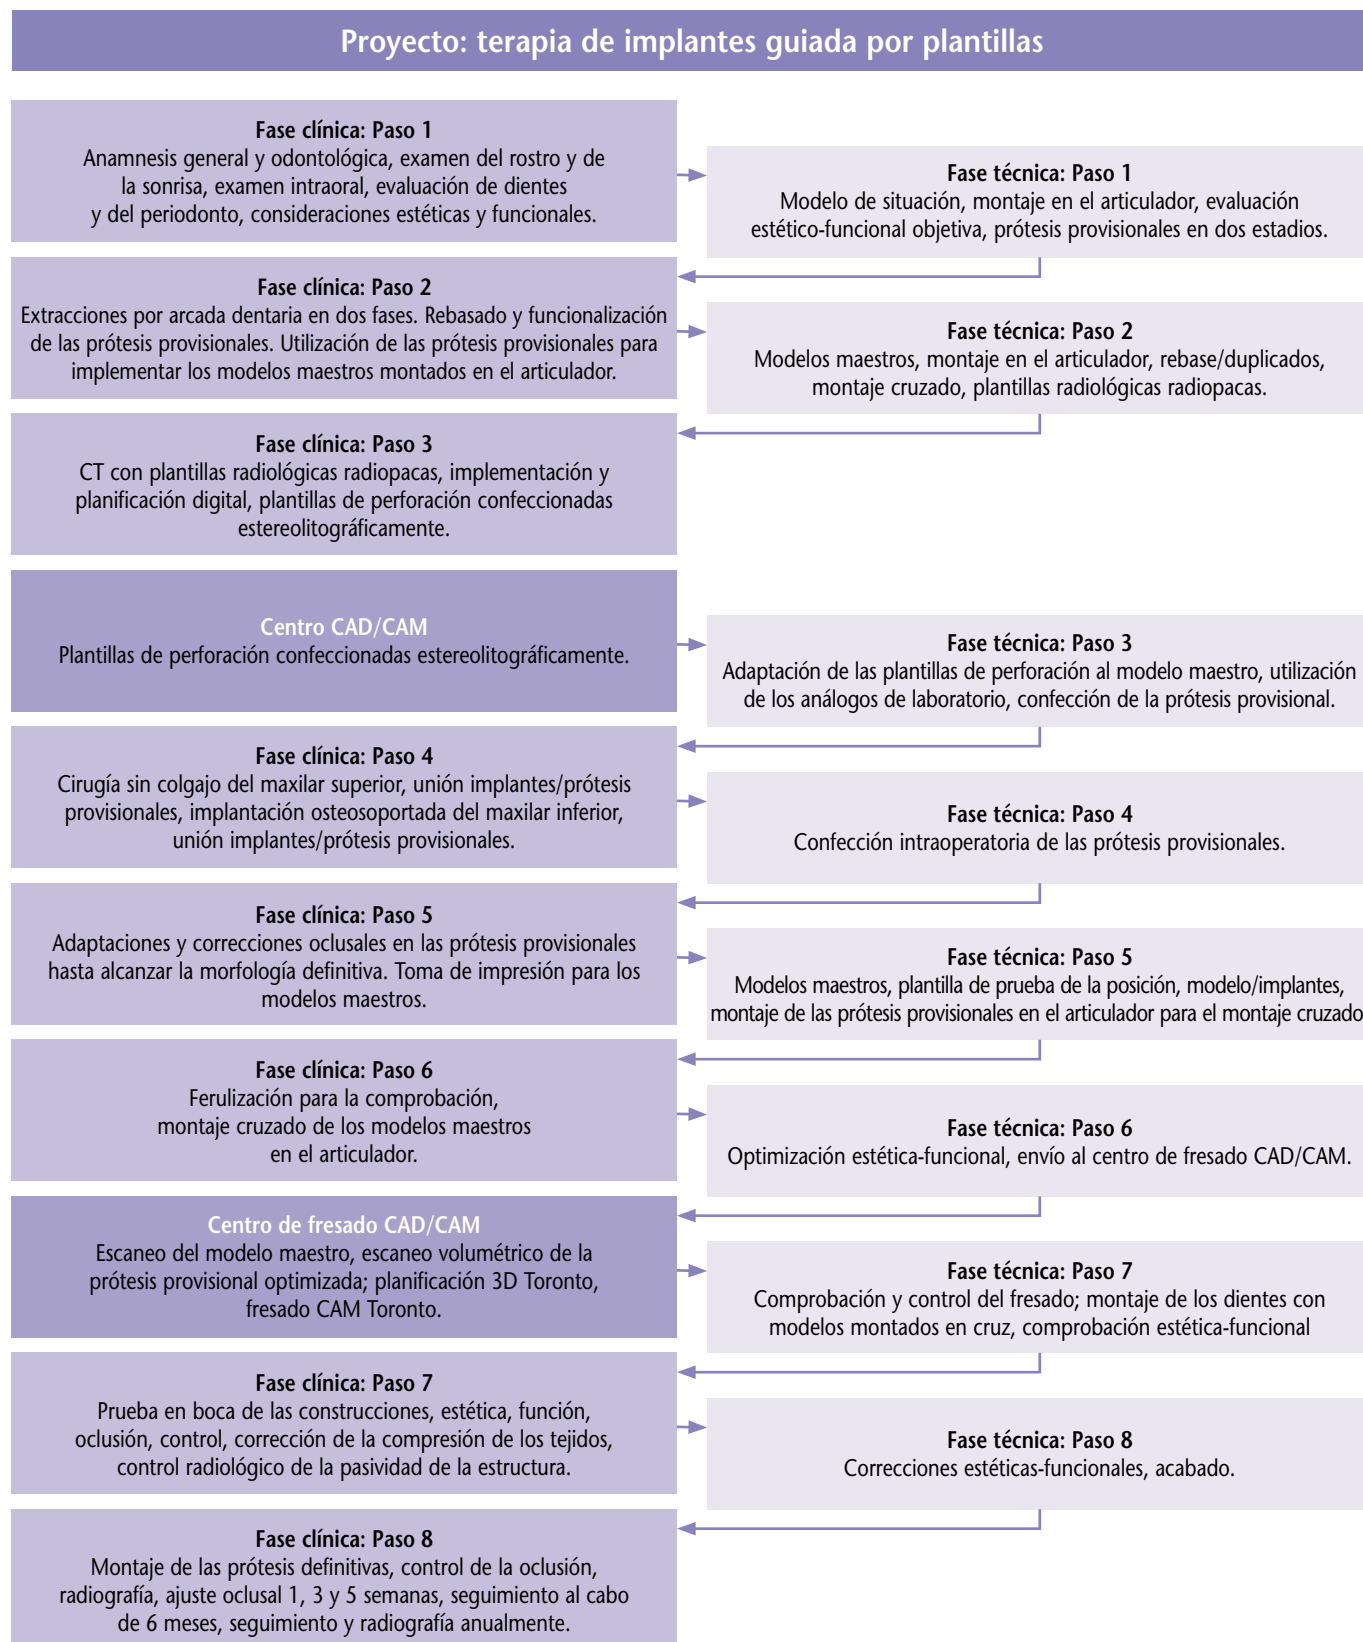 Proyecto: terapia de implantes guiada por plantillas
Fase clínica: Paso 1
Anamnesis general y odontológica, examen del rostro y de
la sonrisa, examen intraoral, evaluación de dientes
y del periodonto, consideraciones estéticas y funcionales.
Fase técnica: Paso 1
Modelo de situación, montaje en el articulador, evaluación
estético-funcional objetiva, prótesis provisionales en dos estadios.
Fase clínica: Paso 2
Extracciones por arcada dentaria en dos fases. Rebasado y funcionalización
de las prótesis provisionales. Utilización de las prótesis provisionales para
implementar los modelos maestros montados en el articulador.
Fase técnica: Paso 2
Modelos maestros, montaje en el articulador, rebase/duplicados,
montaje cruzado, plantillas radiológicas radiopacas.
Fase clínica: Paso 3
CT con plantillas radiológicas radiopacas, implementación y
planificación digital, plantillas de perforación confeccionadas
estereolitográficamente.
Centro CAD/CAM
Plantillas de perforación confeccionadas estereolitográficamente.
Fase técnica: Paso 3
Adaptación de las plantillas de perforación al modelo maestro, utilización
de los análogos de laboratorio, confección de la prótesis provisional.
Fase clínica: Paso 4
Cirugía sin colgajo del maxilar superior, unión implantes/prótesis
provisionales, implantación osteosoportada del maxilar inferior,
unión implantes/prótesis provisionales.
Fase técnica: Paso 4
Confección intraoperatoria de las prótesis provisionales.
Fase clínica: Paso 5
Adaptaciones y correcciones oclusales en las prótesis provisionales
hasta alcanzar la morfología definitiva. Toma de impresión para los
modelos maestros.
Fase técnica: Paso 5
Modelos maestros, plantilla de prueba de la posición, modelo/implantes,
montaje de las prótesis provisionales en el articulador para el montaje cruzado
Fase clínica: Paso 6
Ferulización para la comprobación,
montaje cruzado de los modelos maestros
en el articulador.
Fase técnica: Paso 6
Optimización estética-funcional, envío al centro de fresado CAD/CAM.
Centro de fresado CAD/CAM
Escaneo del modelo maestro, escaneo volumétrico de la
prótesis provisional optimizada; planificación 3D Toronto,
fresado CAM Toronto.
Fase técnica: Paso 7
Comprobación y control del fresado; montaje de los dientes con
modelos montados en cruz, comprobación estética-funcional
Fase clínica: Paso 7
Prueba en boca de las construcciones, estética, función,
oclusión, control, corrección de la compresión de los tejidos,
control radiológico de la pasividad de la estructura.
Fase técnica: Paso 8
Correcciones estéticas-funcionales, acabado.
Fase clínica: Paso 8
Montaje de las prótesis definitivas, control de la oclusión,
radiografía, ajuste oclusal 1, 3 y 5 semanas, seguimiento al cabo
de 6 meses, seguimiento y radiografía anualmente.